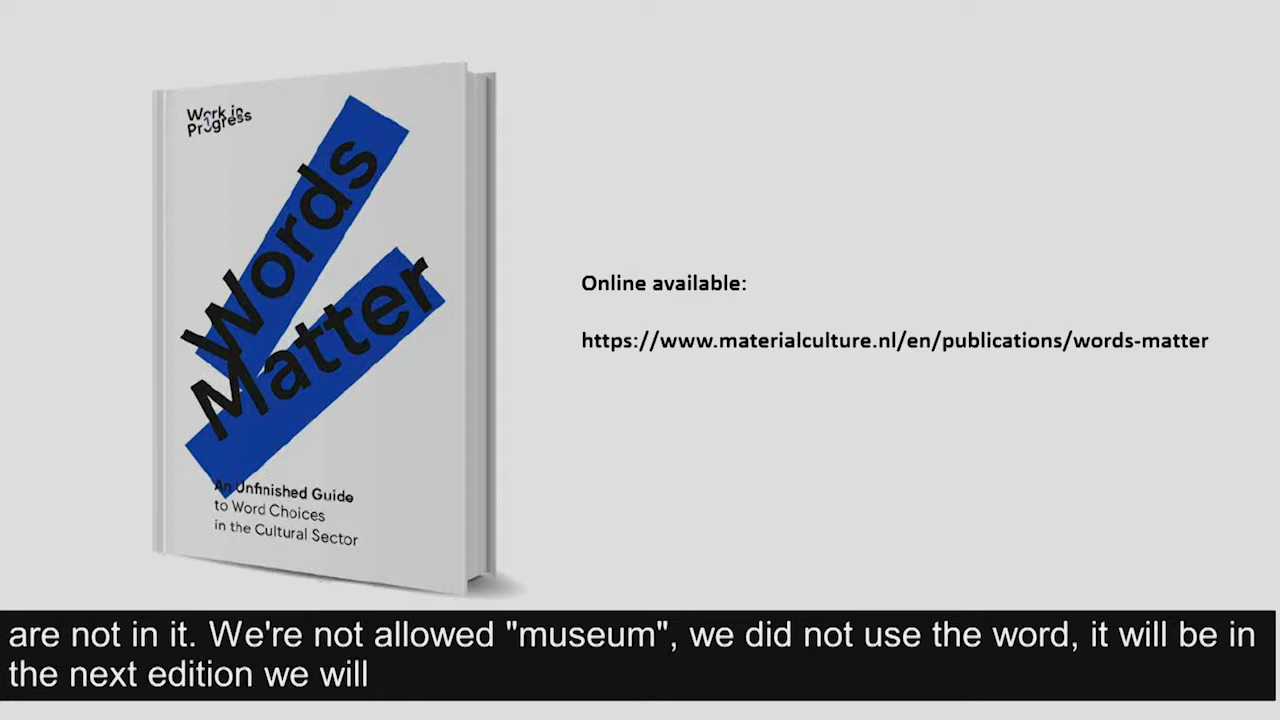 Work in
Progress
Words
Matter
An Unfinished Guide
to Word Choices
in the Cultural Sector
Online available:
https://www.materialculture.nl/en/publications/words-matter
are not in it. We're not allowed "museum", we did not use the word, it will be in
the next edition we will